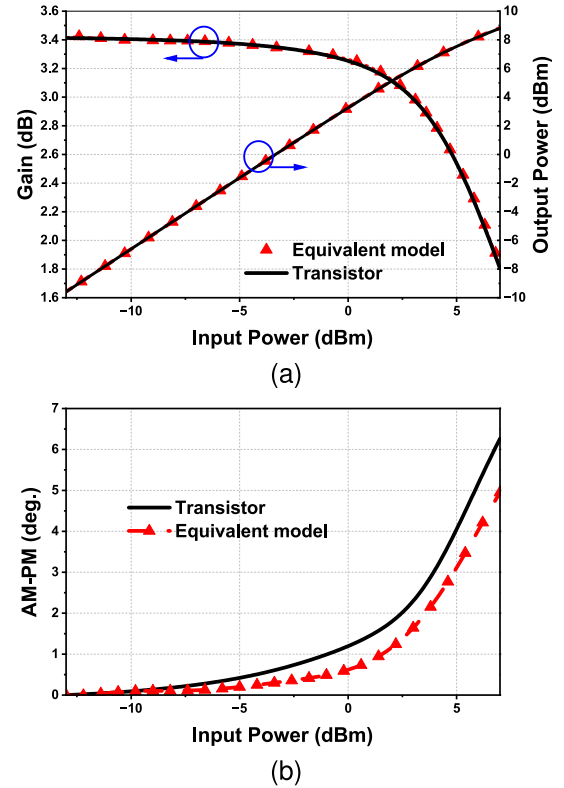 3.6
3.4
3.2
3.0
2.8
2.6
2.4
2.2
2.0
1.8
1.6
Gain (dB)
10
8
6
4
2
0
−2
−4
−6
−8
−10
Output Power (dBm)
Equivalent model
Transistor
−10 −5 0 5
Input Power (dBm)
(a)
7
6
5
4
3
2
1
0
AM-PM (deg.)
Transistor
Equivalent model
−10 −5 0 5
Input Power (dBm)
(b)